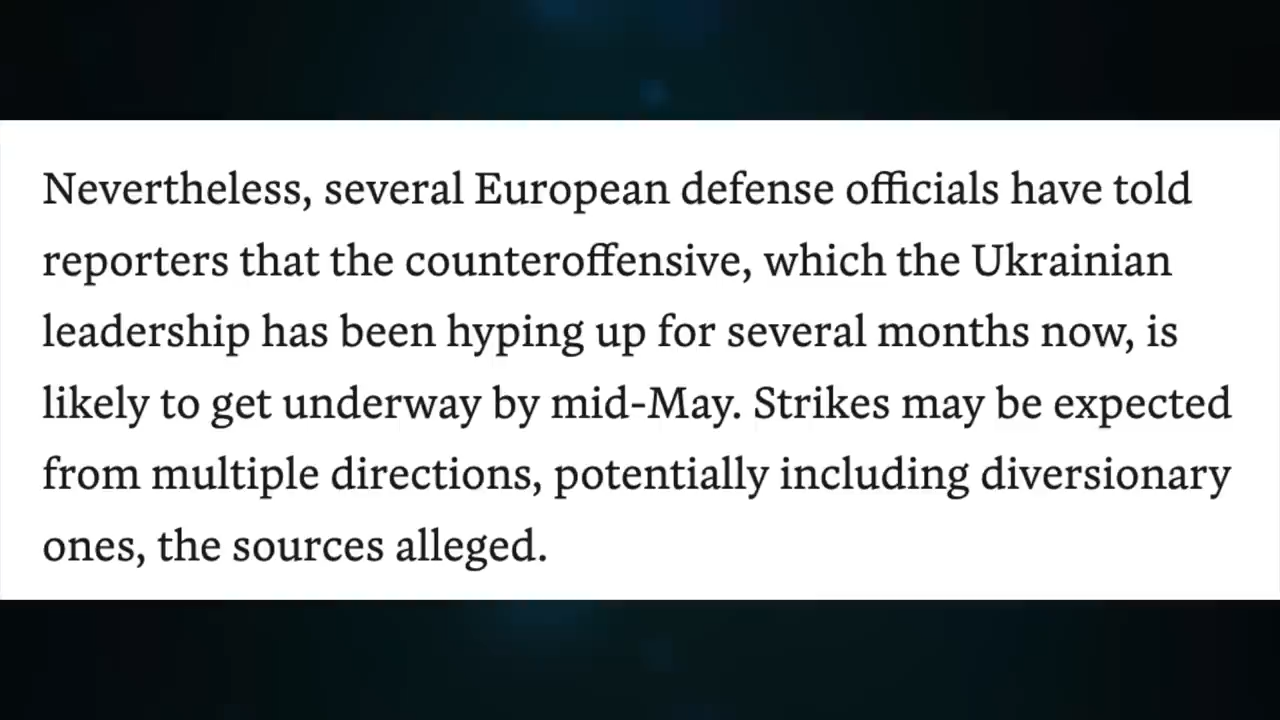 Nevertheless, several European defense officials have told
reporters that the counteroffensive, which the Ukrainian
leadership has been hyping up for several months now, is
likely to get underway by mid-May. Strikes may be expected
from multiple directions, potentially including diversionary
ones, the sources alleged.